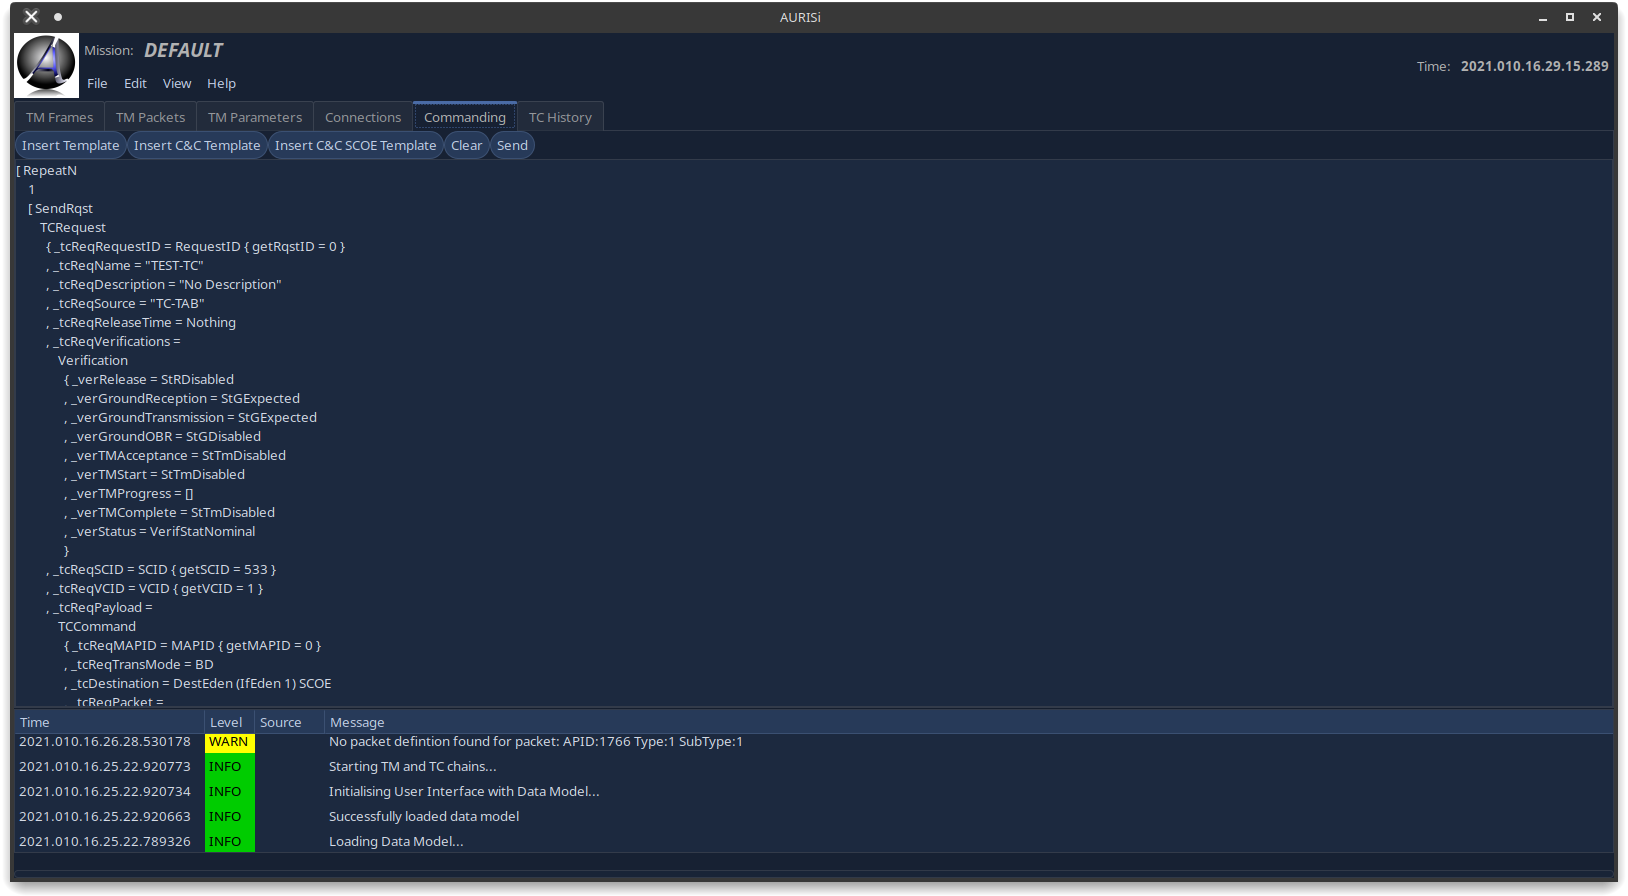 AURISi
Mission: DEFAULT
File Edit View Help
Time: 2021.010.16.29.15.289
TM Frames TM Packets TM Parameters Connections Commanding TC History
Insert Template Insert C&C Template Insert C&C SCOE Template Clear Send
[ RepeatN
1
[ SendRqst
TCRequest
{ _tcReqRequestID = RequestID { getRqstID = 0 }
, _tcReqName = "TEST-TC"
, _tcReqDescription = "No Description"
, _tcReqSource = "TC-TAB"
, _tcReqReleaseTime = Nothing
, _tcReqVerifications =
Verification
{ _verRelease = StRDisabled
, _verGroundReception = StGExpected
, _verGroundTransmission = StGExpected
, _verGroundOBR = StGDisabled
, _verTMAcceptance = StTmDisabled
, _verTMStart = StTmDisabled
, _verTMProgress = []
, _verTMComplete = StTmDisabled
, _verStatus = VerifStatNominal
}
, _tcReqSCID = SCID { getSCID = 533 }
, _tcReqVCID = VCID { getVCID = 1 }
, _tcReqPayload =
TCCommand
{ _tcReqMAPID = MAPID { getMAPID = 0 }
, _tcReqTransMode = BD
, _tcDestination = DestEden (IfEden 1) SCOE
, _tcReqPacket =
Time Level Source Message
2021.010.16.26.28.530178 WARN No packet defintion found for packet: APID:1766 Type:1 SubType:1
2021.010.16.25.22.920773 INFO Starting TM and TC chains...
2021.010.16.25.22.920734 INFO Initialising User Interface with Data Model...
2021.010.16.25.22.920663 INFO Successfully loaded data model
2021.010.16.25.22.789326 INFO Loading Data Model...